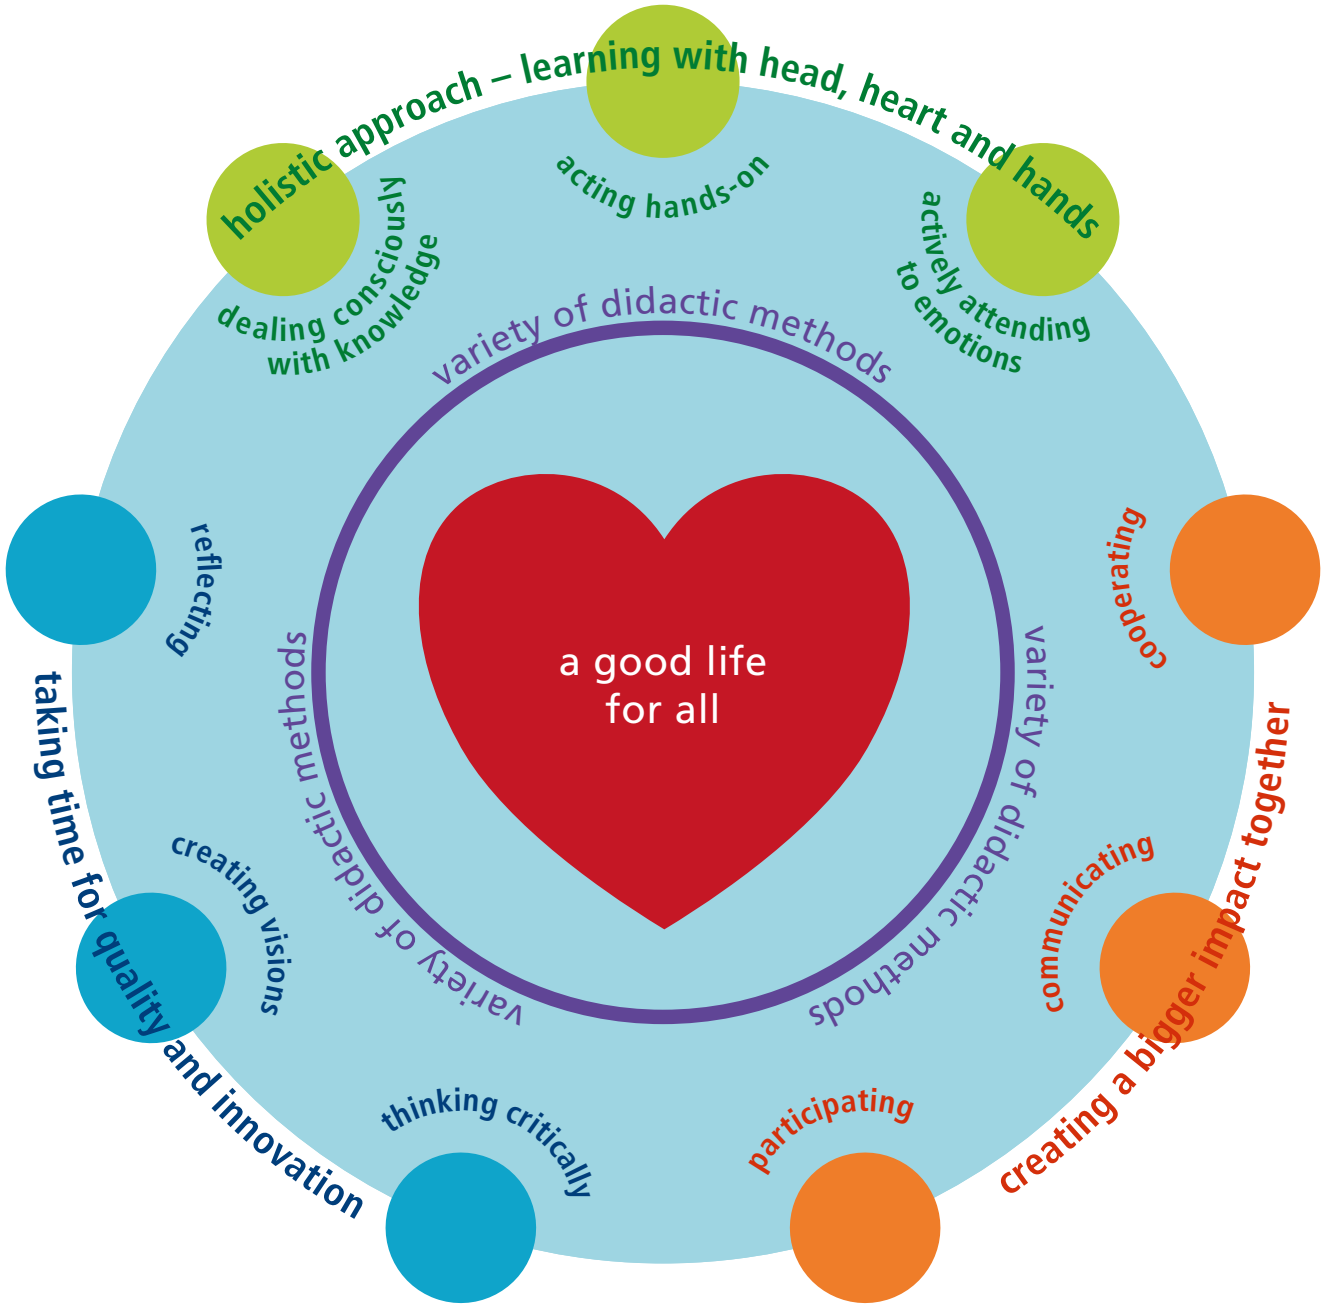 holistic approach – learning with head, heart and hands
acting hands-on
dealing consciously
with knowledge
actively attending
to emotions
variety of didactic methods
reflecting
cooperating
a good life
for all
variety of didactic methods
variety of didactic methods
taking time for quality and innovation
creating a bigger impact together
creating visions
communicating
thinking critically
participating